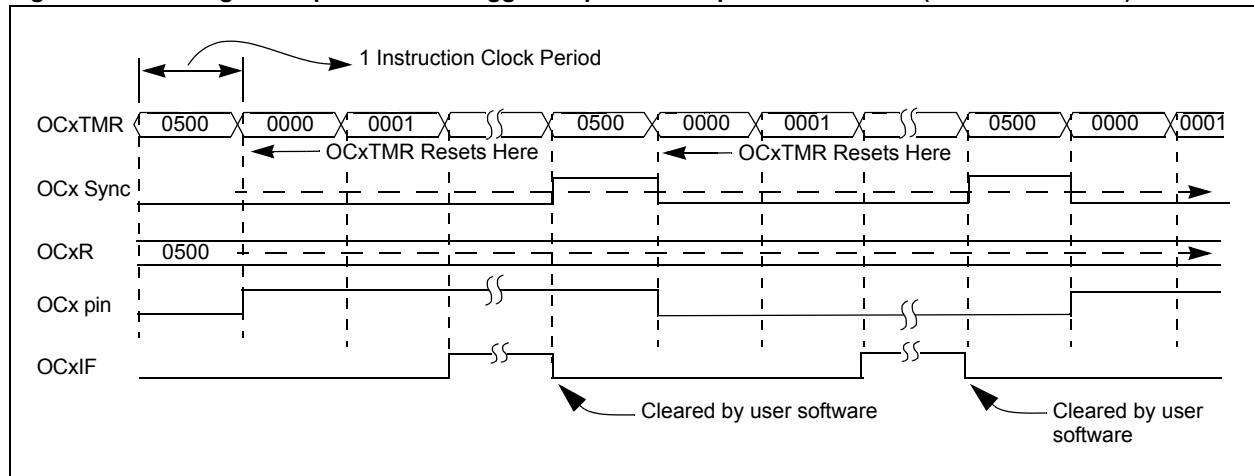 1 Instruction Clock Period
OCxTMR 0500 0000 0001 0500 0000 0001 0500 0000 0001
OCxTMR Resets Here OCxTMR Resets Here
OCx Sync
OCxR 0500
OCx pin
OCxIF
Cleared by user software
Cleared by user
software